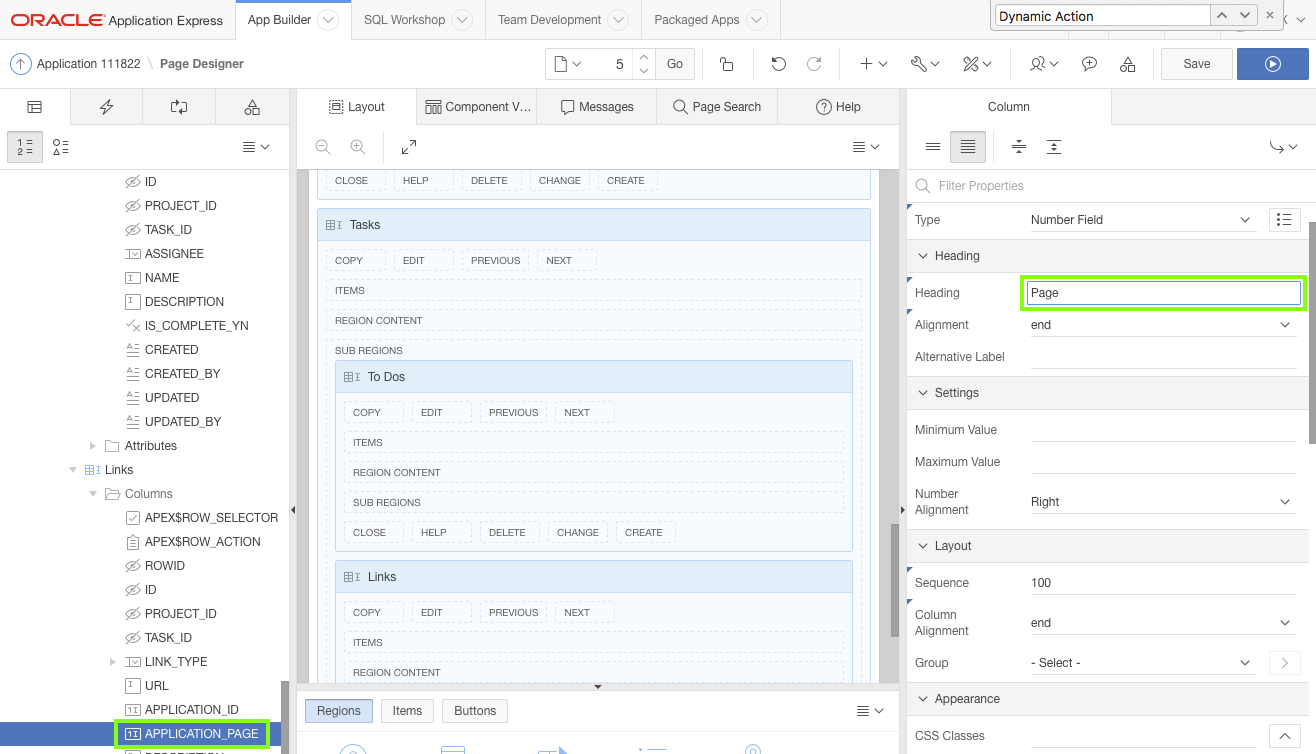 ORACLE Application Express
App Builder
SQL Workshop
Team Development
Packaged Apps
Dynamic Action
Application 111822 \ Page Designer
5
Go
Save
Layout
Component V...
Messages
Page Search
Help
Column
ID
PROJECT_ID
TASK_ID
ASSIGNEE
NAME
DESCRIPTION
IS_COMPLETE_YN
CREATED
CREATED_BY
UPDATED
UPDATED_BY
Attributes
Links
Columns
APEX$ROW_SELECTOR
APEX$ROW_ACTION
ROWID
ID
PROJECT_ID
TASK_ID
LINK_TYPE
URL
APPLICATION_ID
APPLICATION_PAGE
CLOSE HELP DELETE CHANGE CREATE
Tasks
COPY EDIT PREVIOUS NEXT
ITEMS
REGION CONTENT
SUB REGIONS
To Dos
COPY EDIT PREVIOUS NEXT
ITEMS
REGION CONTENT
SUB REGIONS
CLOSE HELP DELETE CHANGE CREATE
Links
COPY EDIT PREVIOUS NEXT
ITEMS
REGION CONTENT
Regions
Items
Buttons
Filter Properties
Type Number Field
Heading
Heading Page
Alignment end
Alternative Label
Settings
Minimum Value
Maximum Value
Number
Alignment
Right
Layout
Sequence 100
Column
Alignment
end
Group - Select -
Appearance
CSS Classes